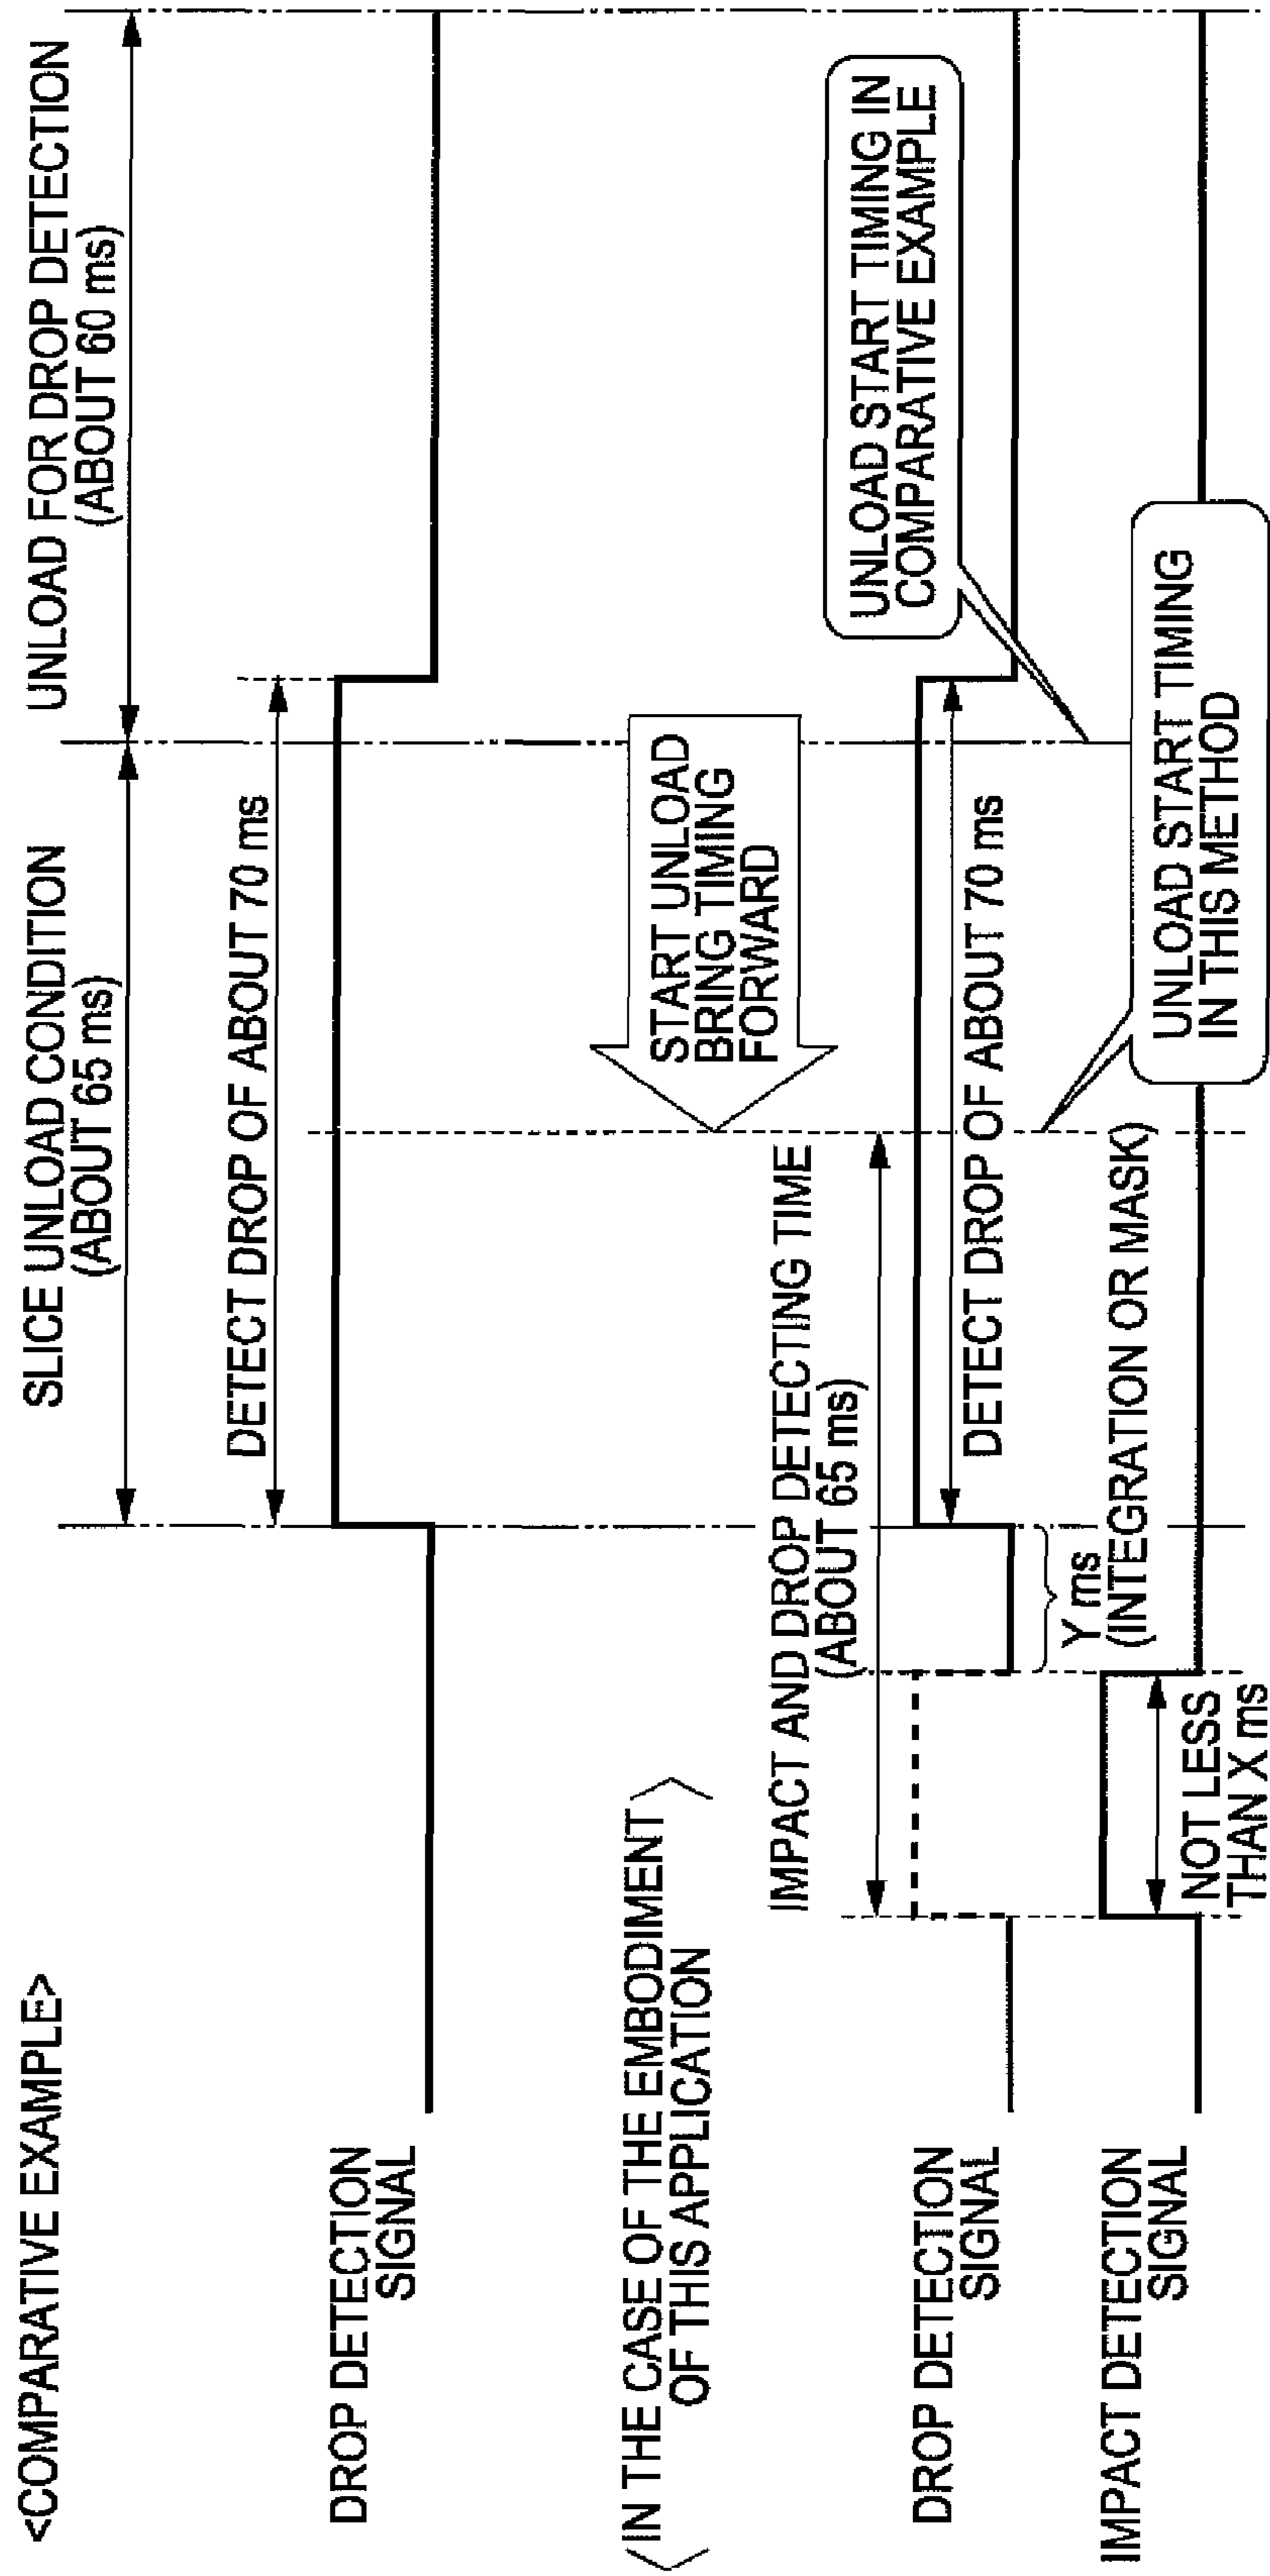 <COMPARATIVE EXAMPLE>
SLICE UNLOAD CONDITION
(ABOUT 65 ms)
UNLOAD FOR DROP DETECTION
(ABOUT 60 ms)
DETECT DROP OF ABOUT 70 ms
DROP DETECTION
SIGNAL
〈IN THE CASE OF THE EMBODIMENT
OF THIS APPLICATION〉
START UNLOAD
BRING TIMING
FORWARD
IMPACT AND DROP DETECTING TIME
(ABOUT 65 ms)
UNLOAD START TIMING IN
COMPARATIVE EXAMPLE
DROP DETECTION
SIGNAL
DETECT DROP OF ABOUT 70 ms
Y ms
(INTEGRATION OR MASK)
IMPACT DETECTION
SIGNAL
NOT LESS
THAN X ms
UNLOAD START TIMING
IN THIS METHOD